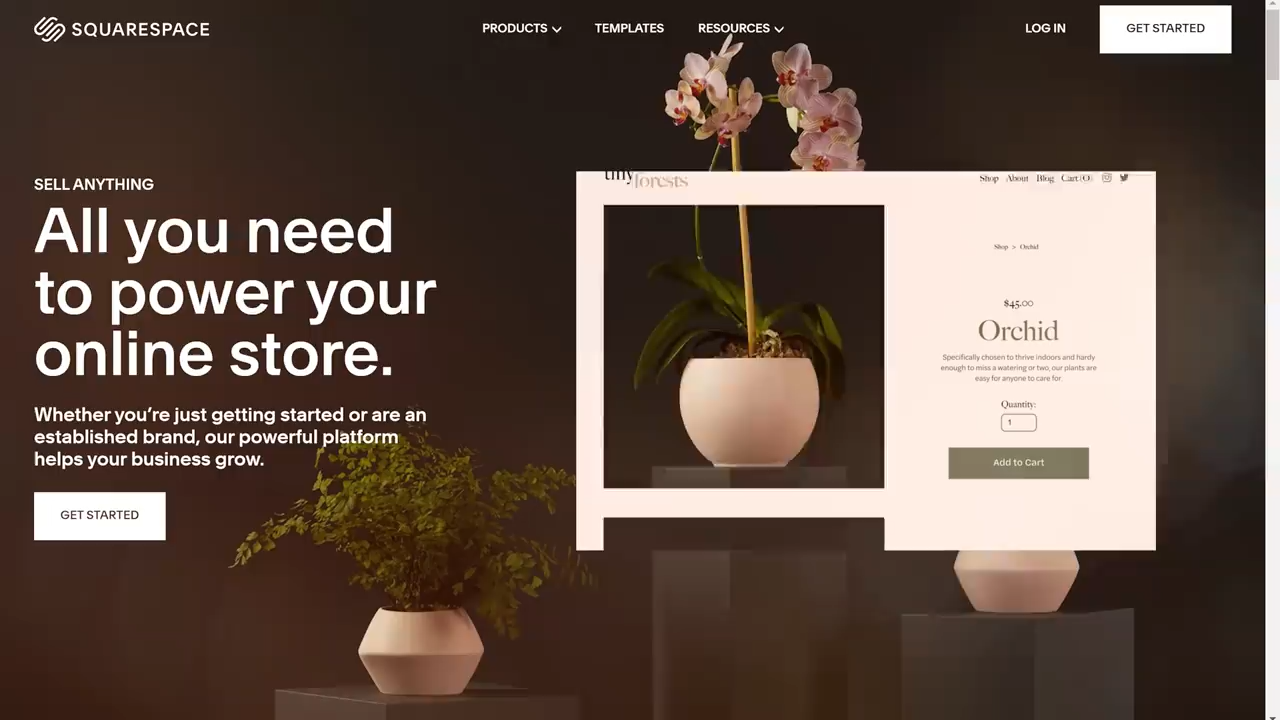 SQUARESPACE
PRODUCTS
TEMPLATES
RESOURCES
LOG IN
GET STARTED
SELL ANYTHING
All you need
to power your
online store.
Whether you're just getting started or are an
established brand, our powerful platform
helps your business grow.
GET STARTED
tiny
forests
Shop About Blog Cart (0)
Shop > Orchid
$45.00
Orchid
Specifically chosen to thrive indoors and hardy
enough to miss a watering or two, our plants are
easy for anyone to care for.
Quantity:
1
Add to Cart